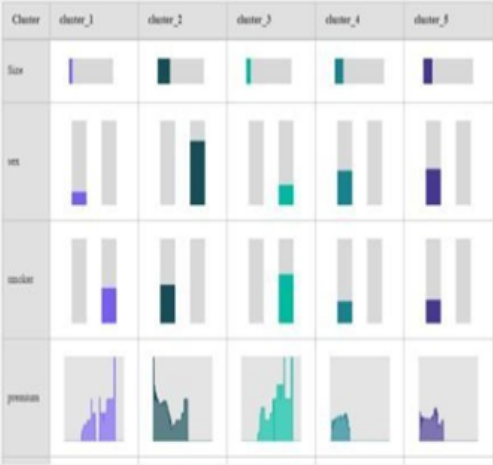 Cluster cluster_1 cluster_2 cluster_3 cluster_4 cluster_5
Size
sex
smoker
premium